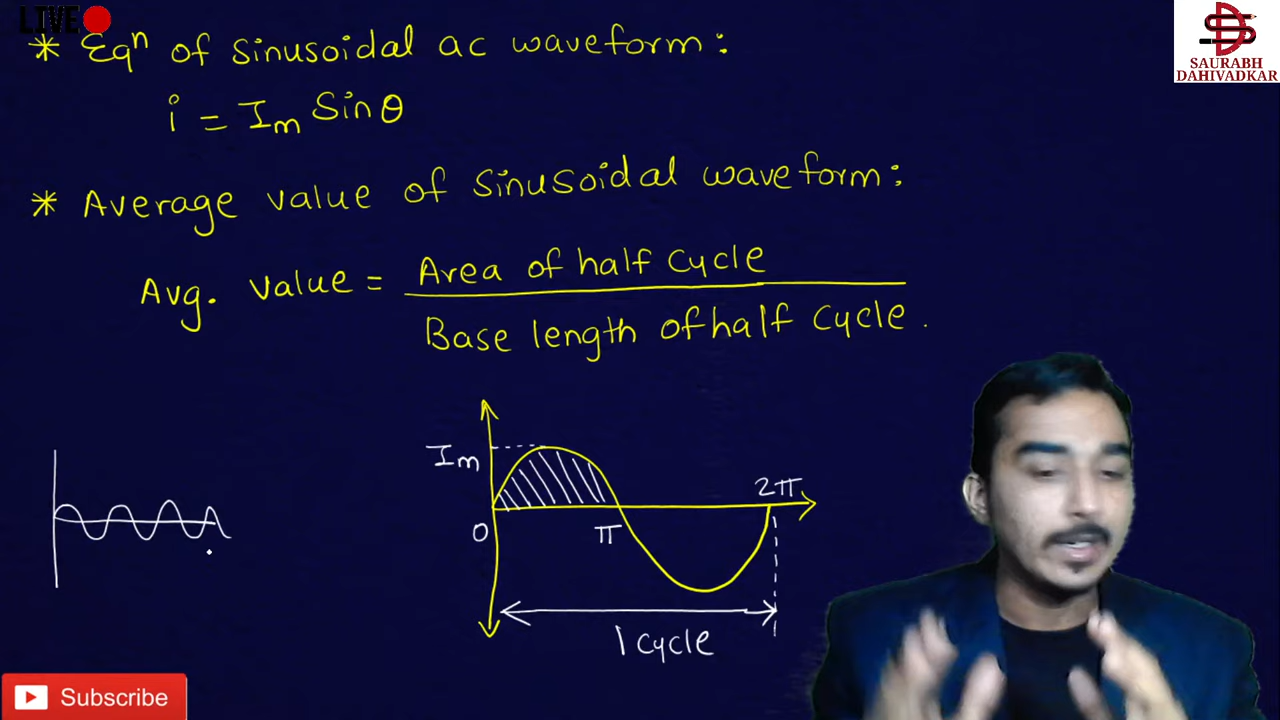 LIVE
* Eqⁿ of sinusoidal ac waveform:
i = Im Sinθ
* Average value of sinusoidal waveform:
Avg. value = Area of half cycle
Base length of half cycle.
Im
0
π
2π
1 cycle
SAURABH
DAHIVADKAR
Subscribe